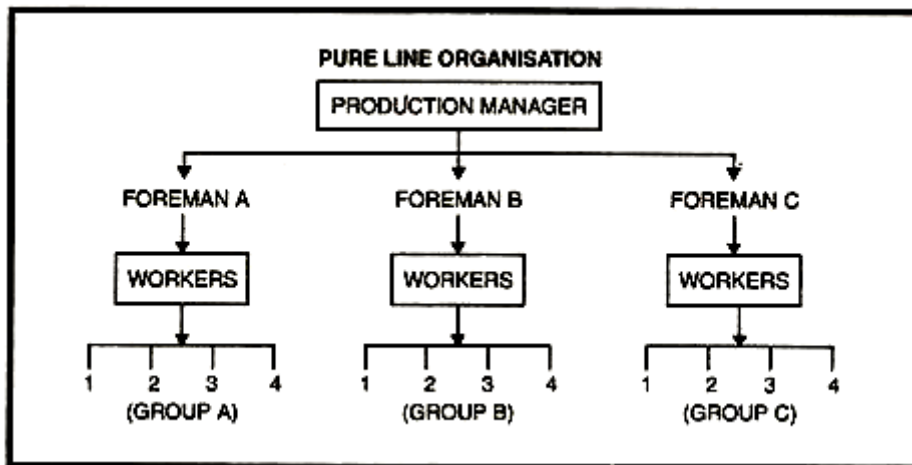 PURE LINE ORGANISATION
PRODUCTION MANAGER
FOREMAN A FOREMAN B FOREMAN C
WORKERS WORKERS WORKERS
1 2 3 4 1 2 3 4 1 2 3 4
(GROUP A) (GROUP B) (GROUP C)